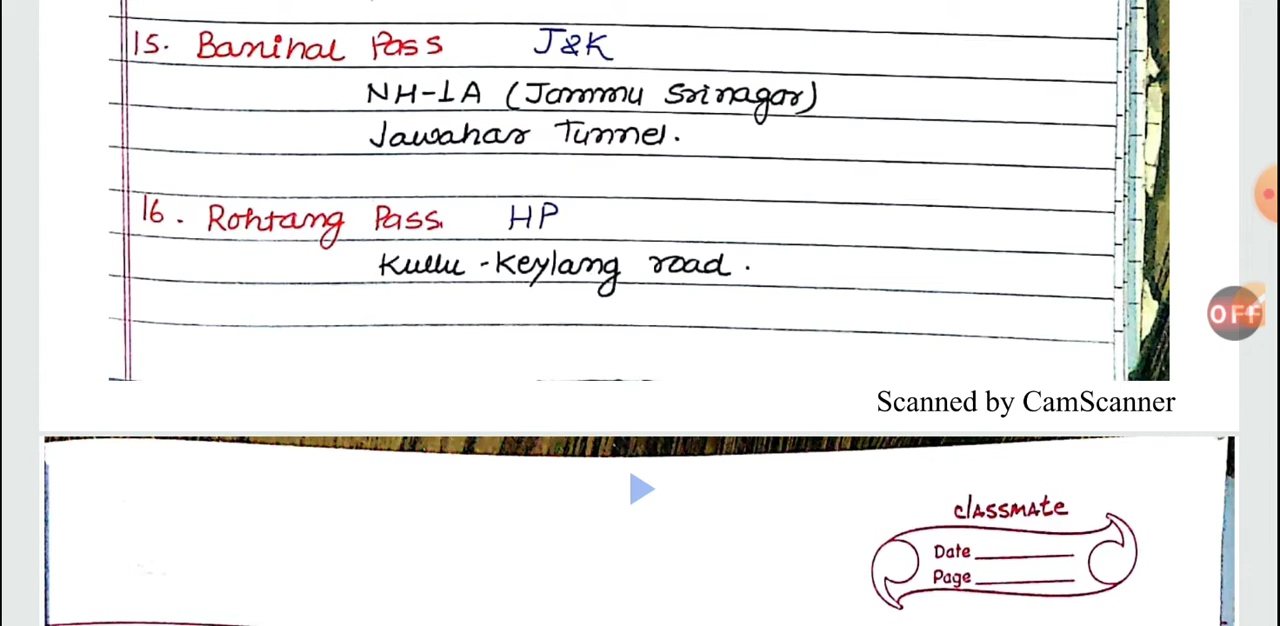 15. Banihal Pass J&K
NH-1A (Jammu Srinagar)
Jawahar Tunnel.
16. Rohtang Pass. HP
Kullu-Keylang road.
OFF
Scanned by CamScanner
classmate
Date
Page